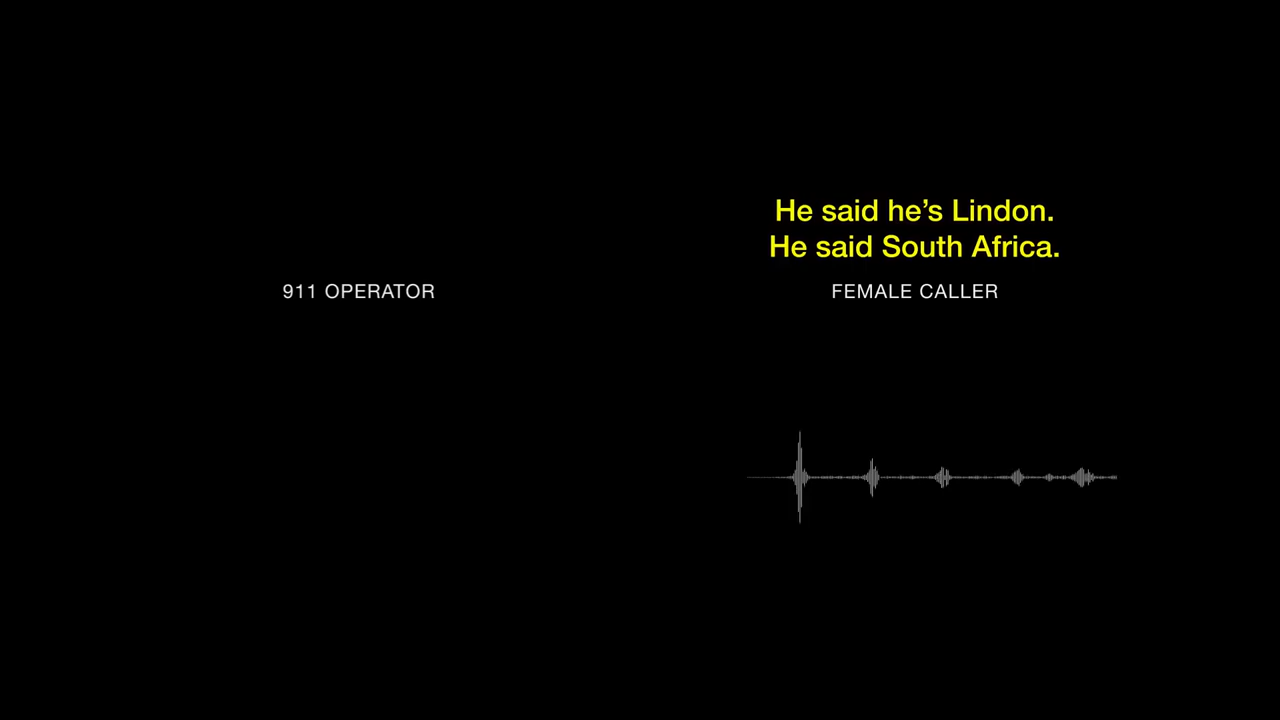 He said he’s Lindon.
He said South Africa.
911 OPERATOR
FEMALE CALLER